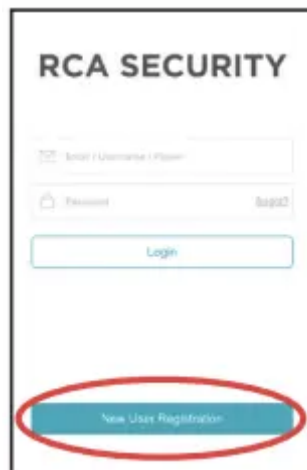 RCA SECURITY
Email / Username / Phone
Password Forgot?
Login
New User Registration